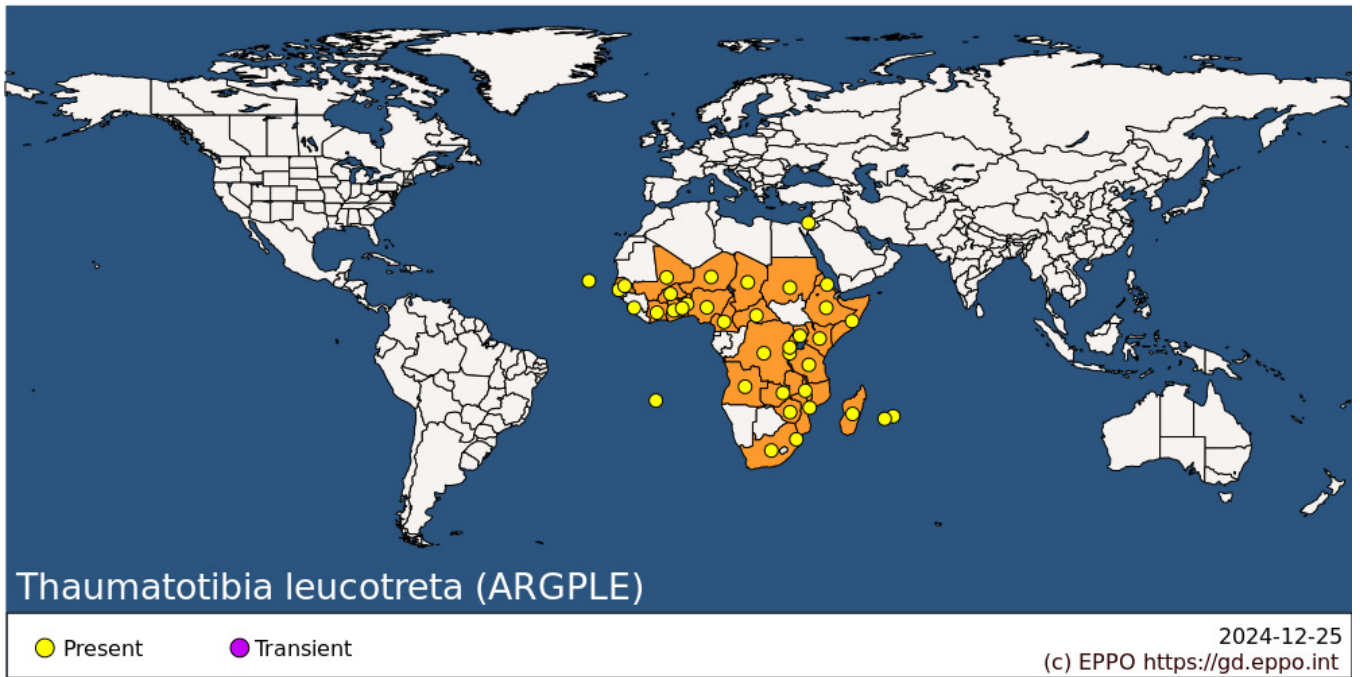 Thaumatotibia leucotreta (ARGPLE)
Present
Transient
2024-12-25
(c) EPPO https://gd.eppo.int